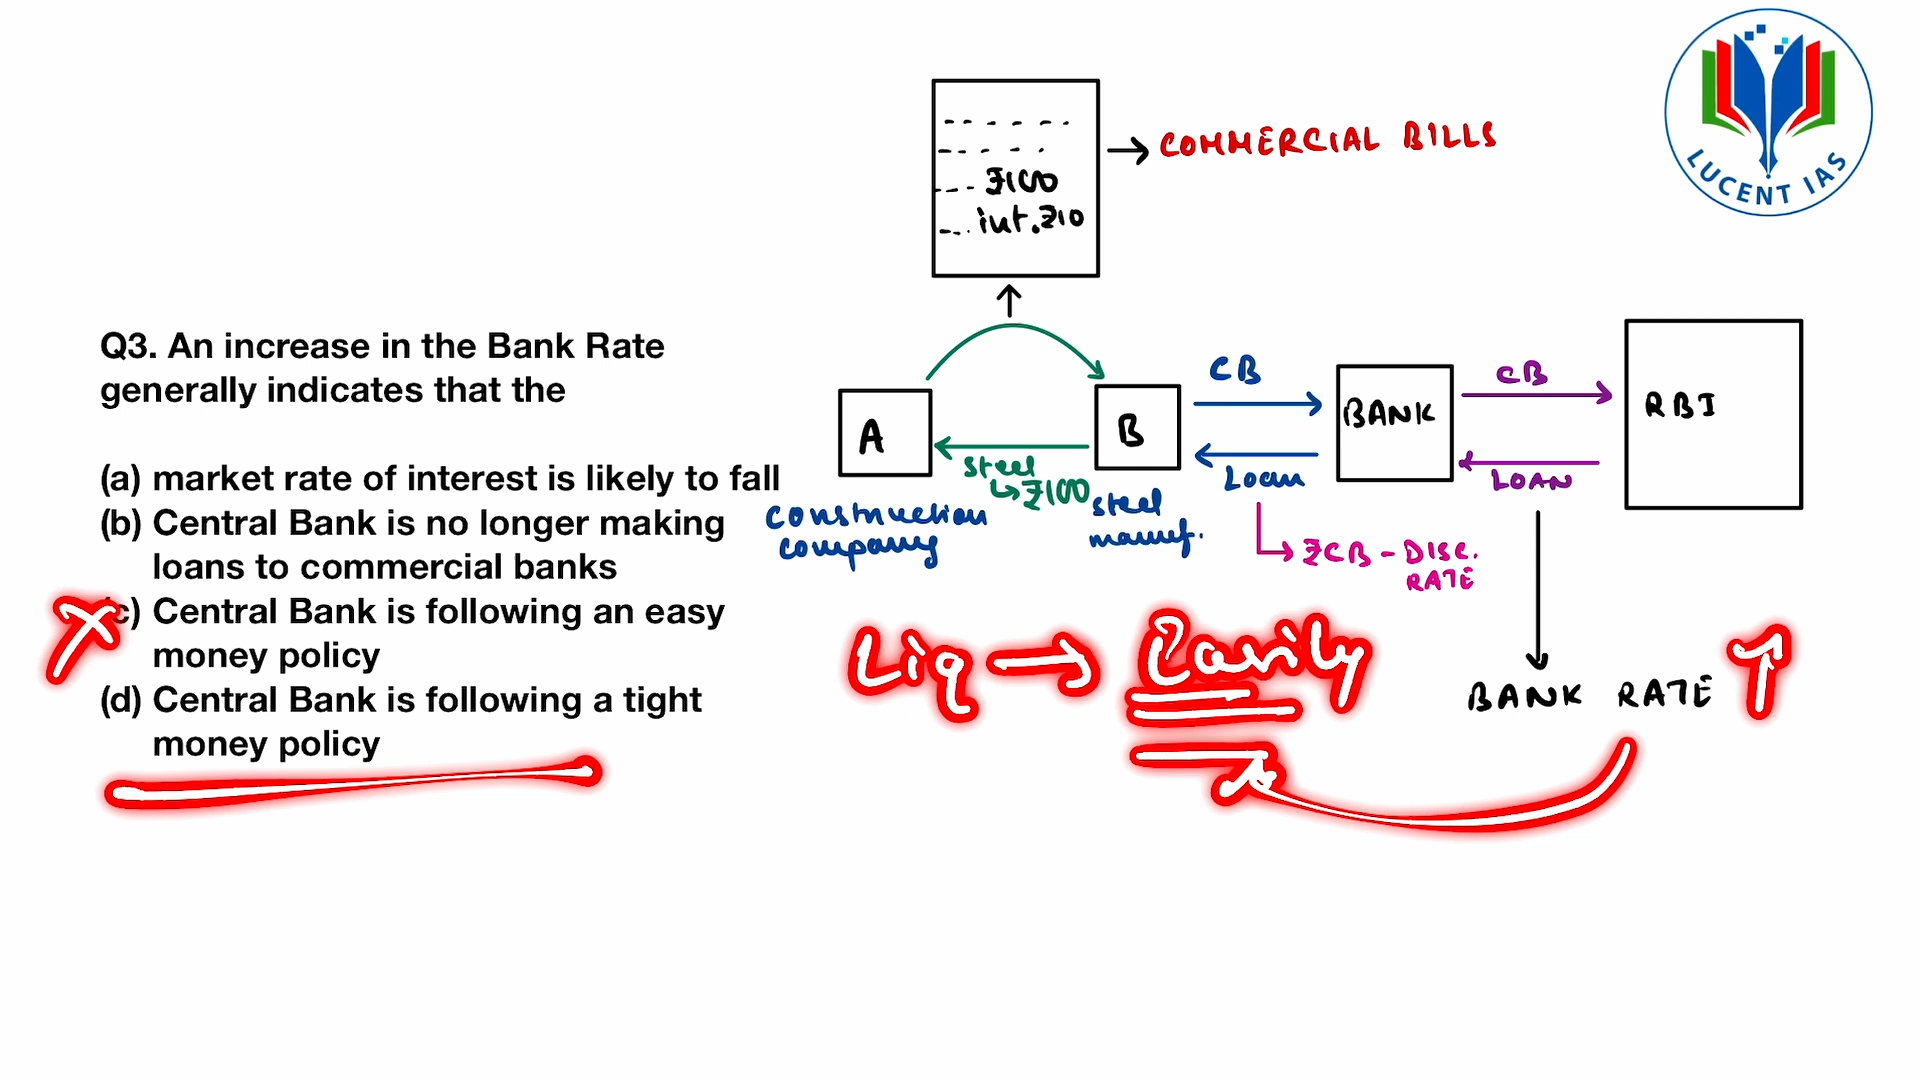 LUCENT IAS
COMMERCIAL BILLS
₹100
int. ₹10
Q3. An increase in the Bank Rate
generally indicates that the
(a) market rate of interest is likely to fall
(b) Central Bank is no longer making
loans to commercial banks
(c) Central Bank is following an easy
money policy
(d) Central Bank is following a tight
money policy
A
construction
company
steel
₹100
B
steel
manuf.
CB
Loan
BANK
CB
LOAN
RBI
₹CB - DISC.
RATE
Liq → Easily
BANK RATE ↑